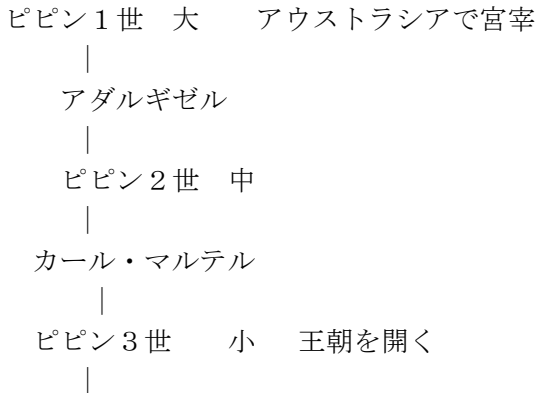 ピピン１世　大　　アウストラシアで宮宰
｜
アダルギゼル
｜
ピピン２世　中
｜
カール・マルテル
｜
ピピン３世　　小　　王朝を開く
｜